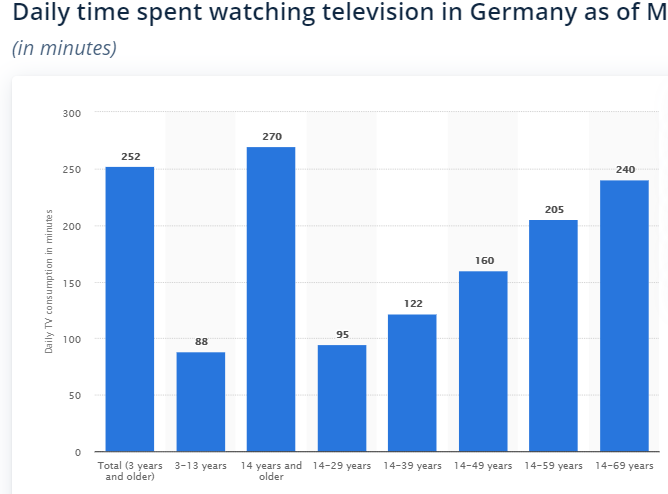 Daily time spent watching television in Germany as of M
(in minutes)
300
250
200
150
100
50
0
Daily TV consumption in minutes
252
88
270
95
122
160
205
240
Total (3 years and older)
3–13 years
14 years and older
14–29 years
14–39 years
14–49 years
14–59 years
14–69 years